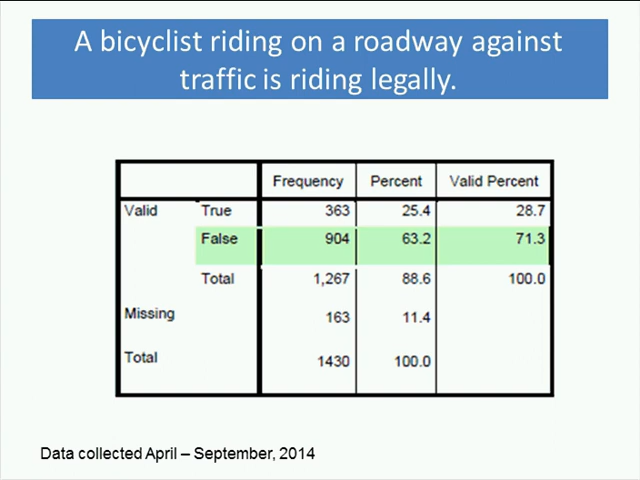 A bicyclist riding on a roadway against
traffic is riding legally.
Frequency Percent Valid Percent
Valid True 363 25.4 28.7
False 904 63.2 71.3
Total 1,267 88.6 100.0
Missing 163 11.4
Total 1430 100.0
Data collected April – September, 2014